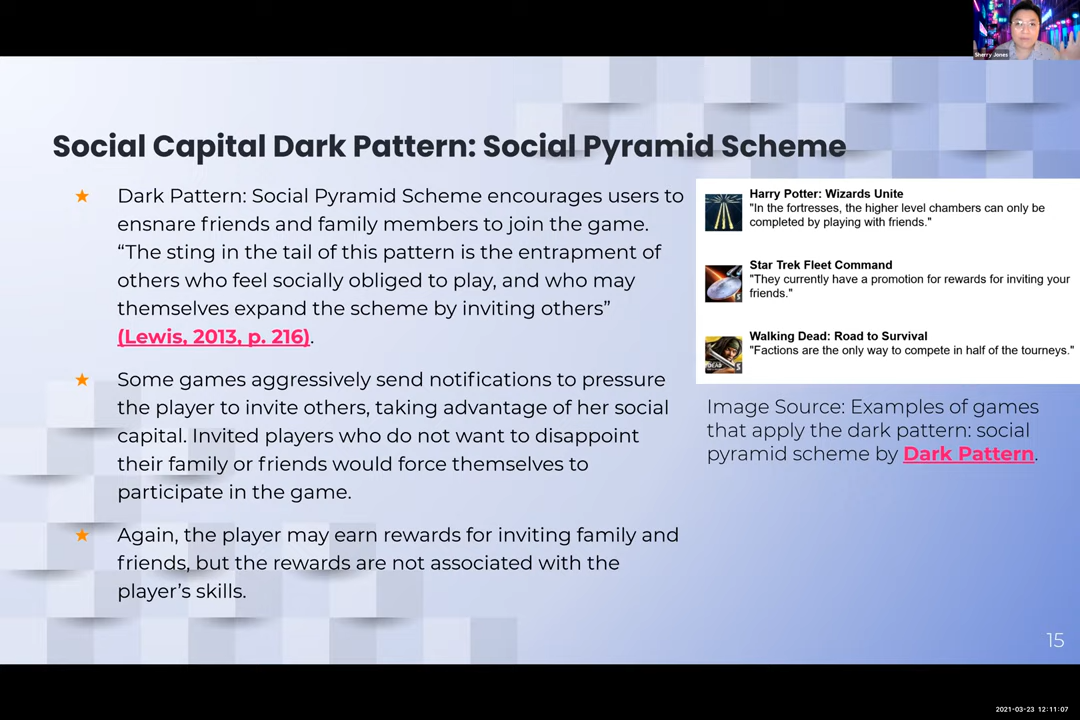 Sherry Jones
Social Capital Dark Pattern: Social Pyramid Scheme
★ Dark Pattern: Social Pyramid Scheme encourages users to
ensnare friends and family members to join the game.
“The sting in the tail of this pattern is the entrapment of
others who feel socially obliged to play, and who may
themselves expand the scheme by inviting others”
(Lewis, 2013, p. 216).
★ Some games aggressively send notifications to pressure
the player to invite others, taking advantage of her social
capital. Invited players who do not want to disappoint
their family or friends would force themselves to
participate in the game.
★ Again, the player may earn rewards for inviting family and
friends, but the rewards are not associated with the
player’s skills.
Harry Potter: Wizards Unite
"In the fortresses, the higher level chambers can only be
completed by playing with friends."
Star Trek Fleet Command
"They currently have a promotion for rewards for inviting your
friends."
Walking Dead: Road to Survival
"Factions are the only way to compete in half of the tourneys."
Image Source: Examples of games
that apply the dark pattern: social
pyramid scheme by Dark Pattern.
15
2021-03-23 12:11:07